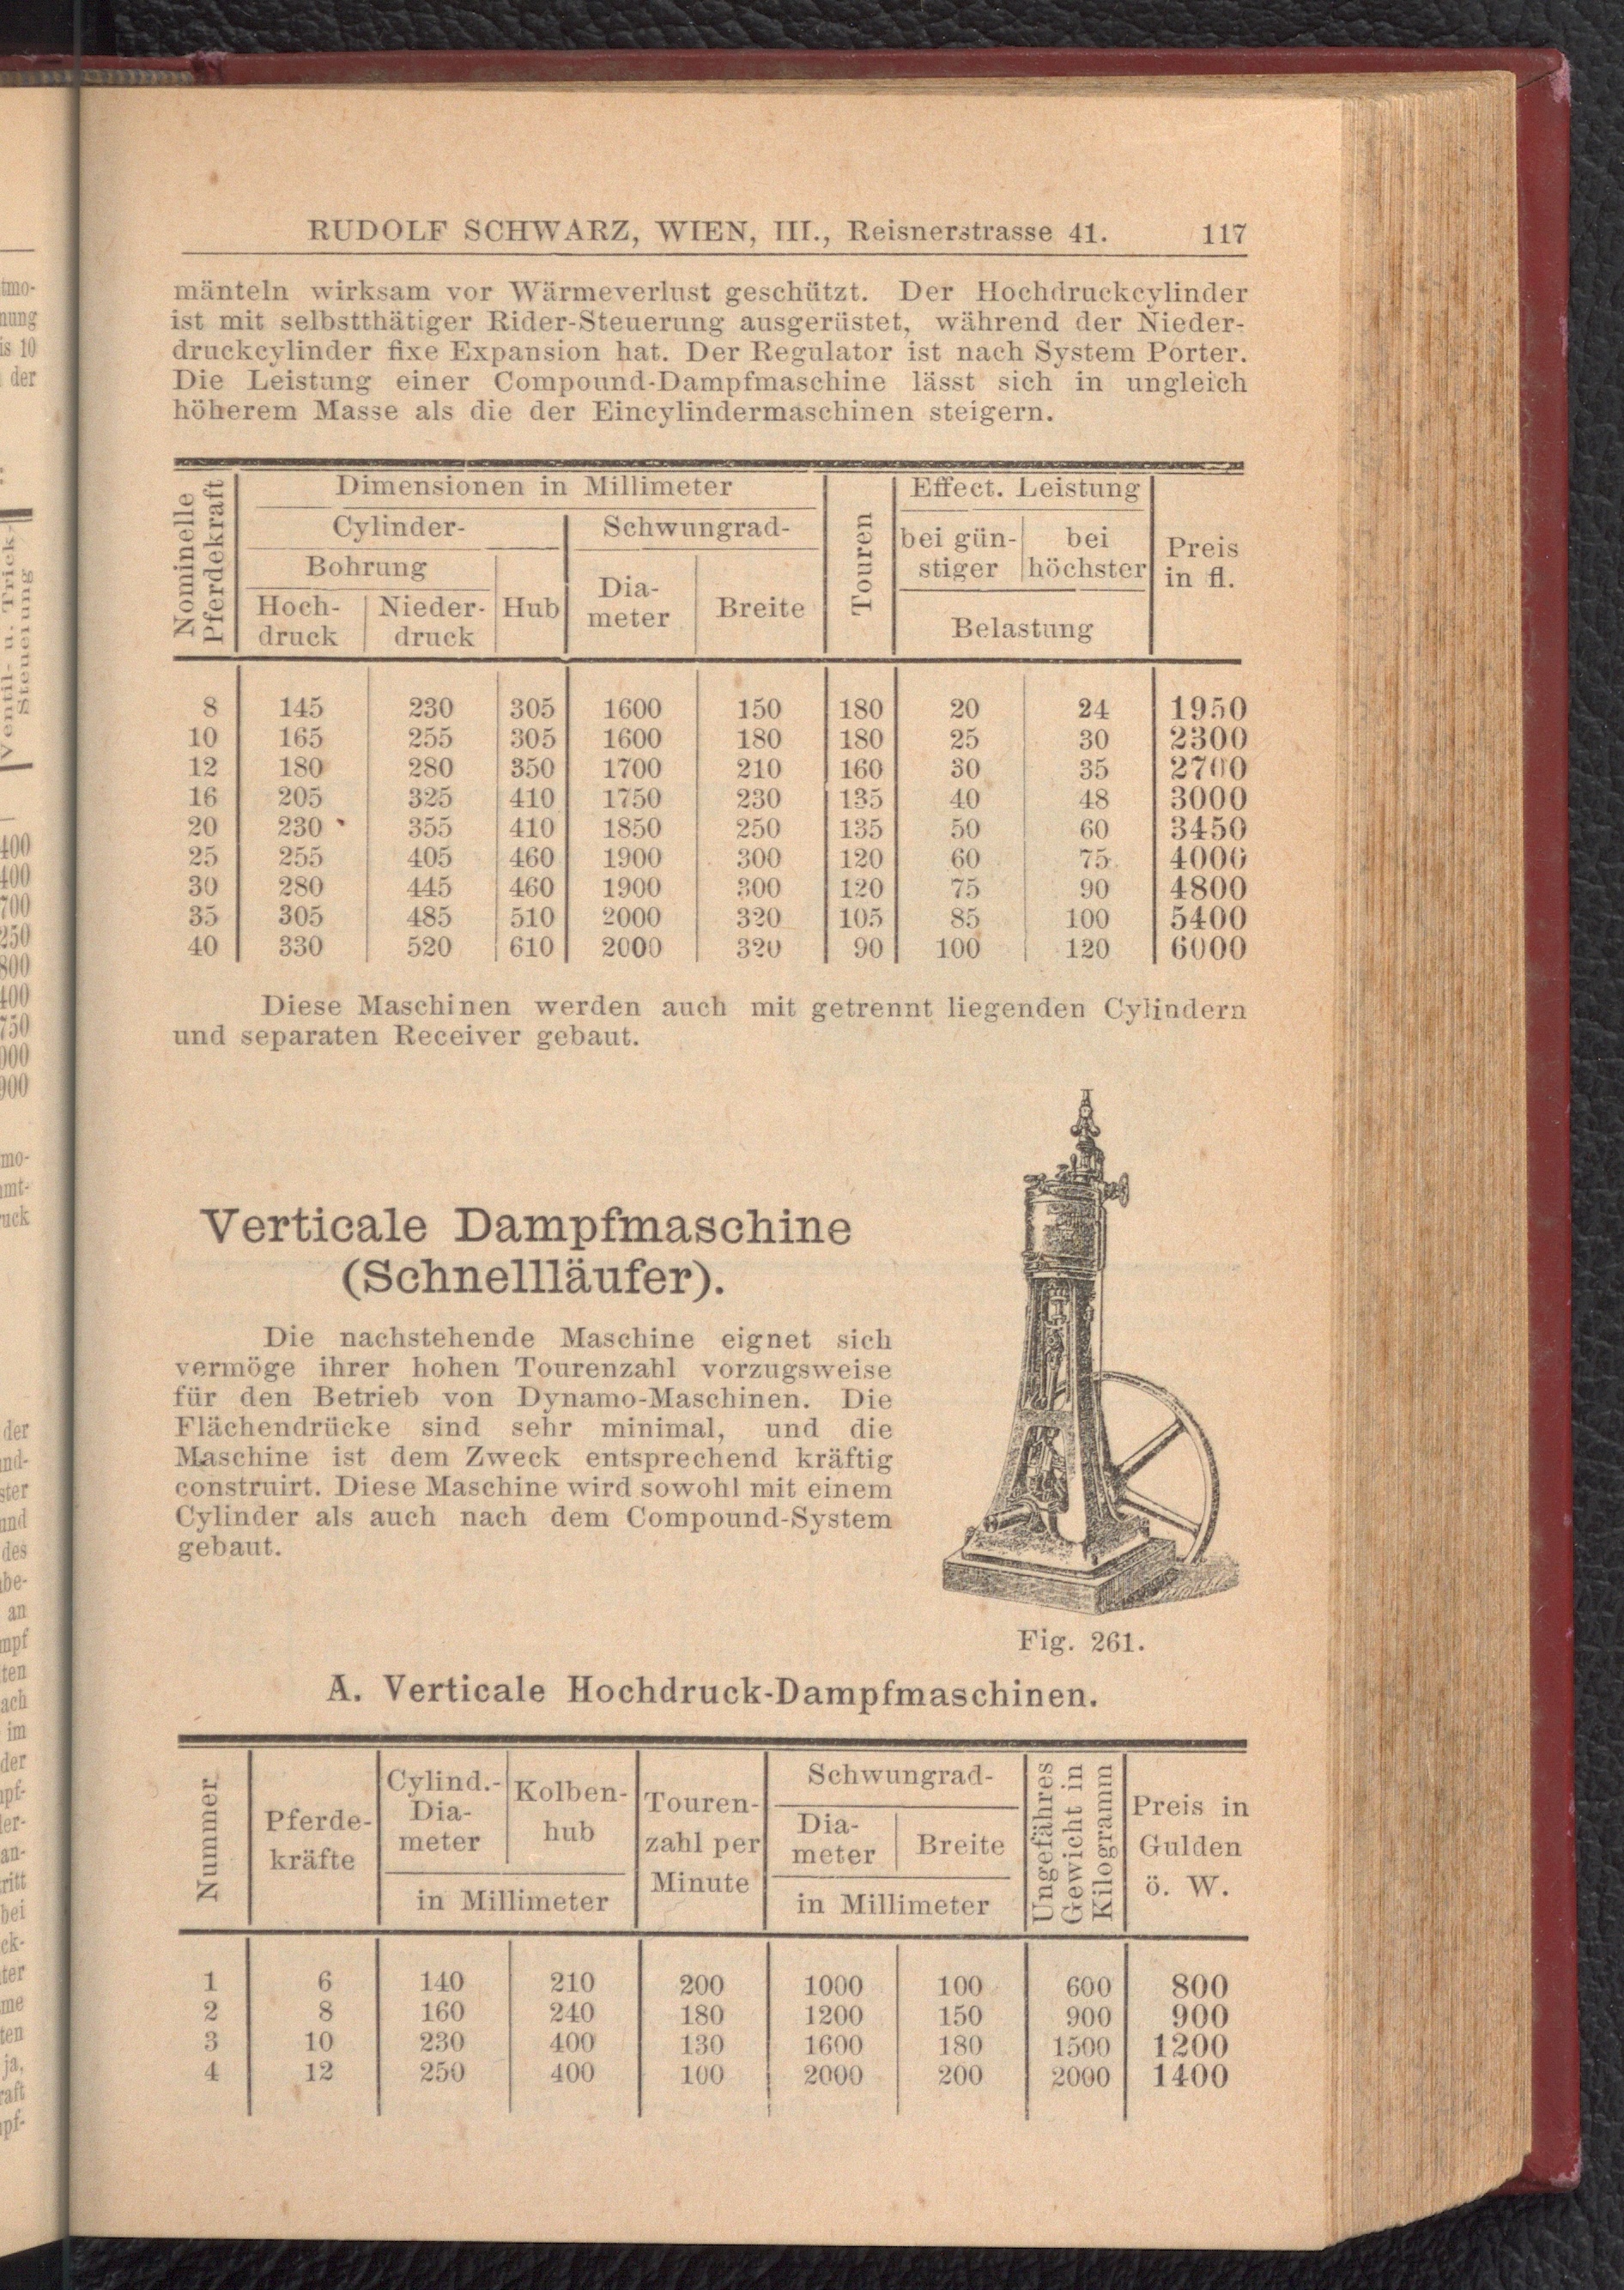 RUDOLF SCHWARZ, WIEN, III., Reisnerstrasse 41. 117
mänteln wirksam vor Wärmeverlust geschützt. Der Hochdruckcylinder
ist mit selbstthätiger Rider-Steuerung ausgerüstet, während der Nieder-
druckcylinder fixe Expansion hat. Der Regulator ist nach System Porter.
Die Leistung einer Compound-Dampfmaschine lässt sich in ungleich
höherem Masse als die der Eincylindermaschinen steigern.
Nominelle
Pferdekraft
Dimensionen in Millimeter
Cylinder-
Bohrung
Hoch-
druck
Nieder-
druck
Hub
Schwungrad-
Dia-
meter
Breite
Touren
Effect. Leistung
bei gün-
stiger
bei
höchster
Belastung
Preis
in fl.
8 145 230 305 1600 150 180 20 24 1950
10 165 255 305 1600 180 180 25 30 2300
12 180 280 350 1700 210 160 30 35 2700
16 205 325 410 1750 230 135 40 48 3000
20 230 355 410 1850 250 135 50 60 3450
25 255 405 460 1900 300 120 60 75 4000
30 280 445 460 1900 300 120 75 90 4800
35 305 485 510 2000 320 105 85 100 5400
40 330 520 610 2000 320 90 100 120 6000
Diese Maschinen werden auch mit getrennt liegenden Cylindern
und separaten Receiver gebaut.
Verticale Dampfmaschine
(Schnellläufer).
Die nachstehende Maschine eignet sich
vermöge ihrer hohen Tourenzahl vorzugsweise
für den Betrieb von Dynamo-Maschinen. Die
Flächendrücke sind sehr minimal, und die
Maschine ist dem Zweck entsprechend kräftig
construirt. Diese Maschine wird sowohl mit einem
Cylinder als auch nach dem Compound-System
gebaut.
Fig. 261.
A. Verticale Hochdruck-Dampfmaschinen.
Nummer
Pferde-
kräfte
Cylind.-
Dia-
meter
Kolben-
hub
in Millimeter
Touren-
zahl per
Minute
Schwungrad-
Dia-
meter
Breite
in Millimeter
Ungefähres
Gewicht in
Kilogramm
Preis in
Gulden
ö. W.
1 6 140 210 200 1000 100 600 800
2 8 160 240 180 1200 150 900 900
3 10 230 400 130 1600 180 1500 1200
4 12 250 400 100 2000 200 2000 1400